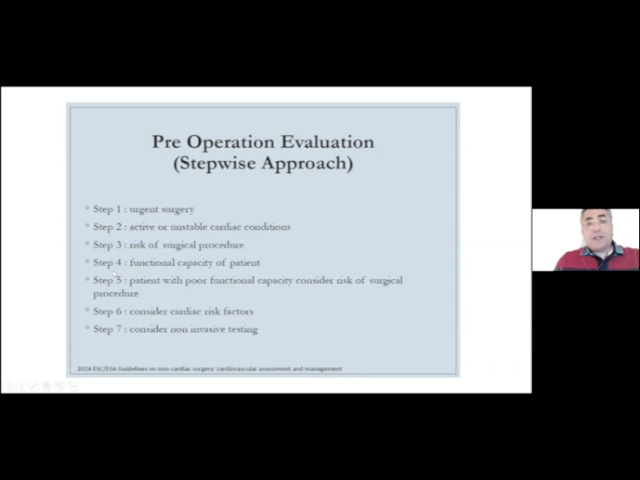 Pre Operation Evaluation
(Stepwise Approach)
Step 1 : urgent surgery
Step 2 : active or unstable cardiac conditions
Step 3 : risk of surgical procedure
Step 4 : functional capacity of patient
Step 5 : patient with poor functional capacity consider risk of surgical
procedure
Step 6 : consider cardiac risk factors
Step 7 : consider non invasive testing
2014 ESC/ESA Guidelines on non-cardiac surgery: cardiovascular assessment and management